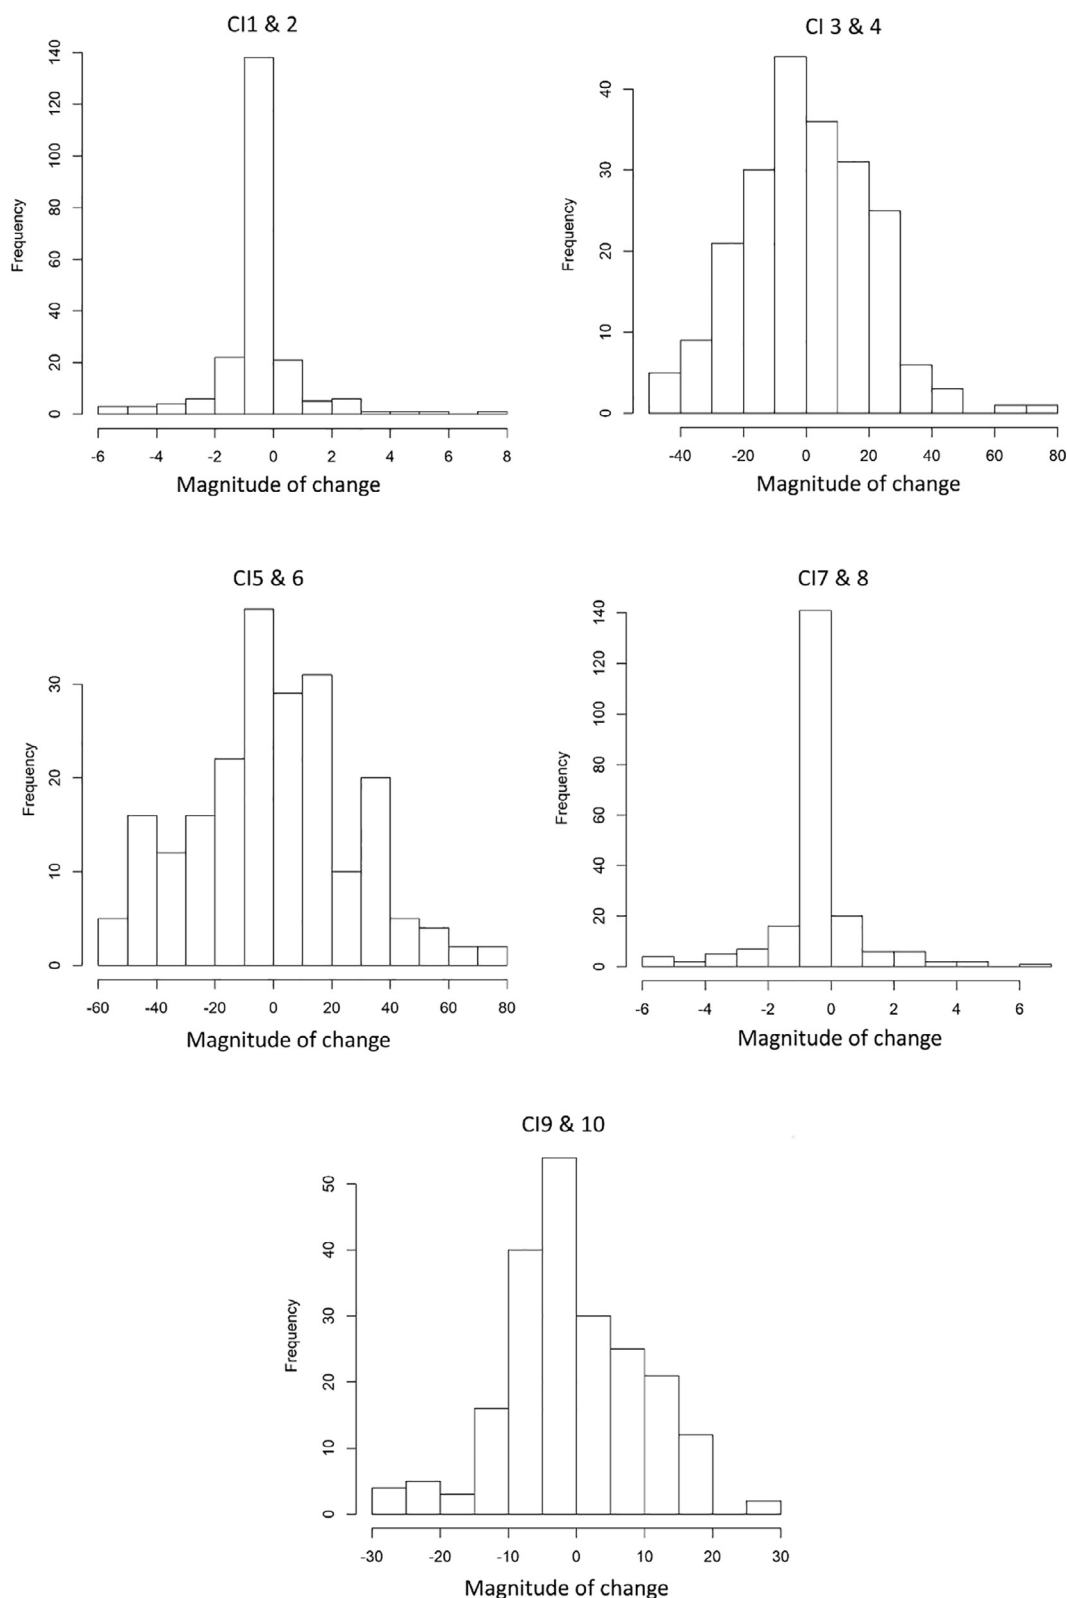 CI1 & 2
140
120
100
80
60
40
20
0
Frequency
-6 -4 -2 0 2 4 6 8
Magnitude of change
CI 3 & 4
40
30
20
10
0
Frequency
-40 -20 0 20 40 60 80
Magnitude of change
CI5 & 6
30
20
10
0
Frequency
-60 -40 -20 0 20 40 60 80
Magnitude of change
CI7 & 8
140
120
100
80
60
40
20
0
Frequency
-6 -4 -2 0 2 4 6
Magnitude of change
CI9 & 10
50
40
30
20
10
0
Frequency
-30 -20 -10 0 10 20 30
Magnitude of change